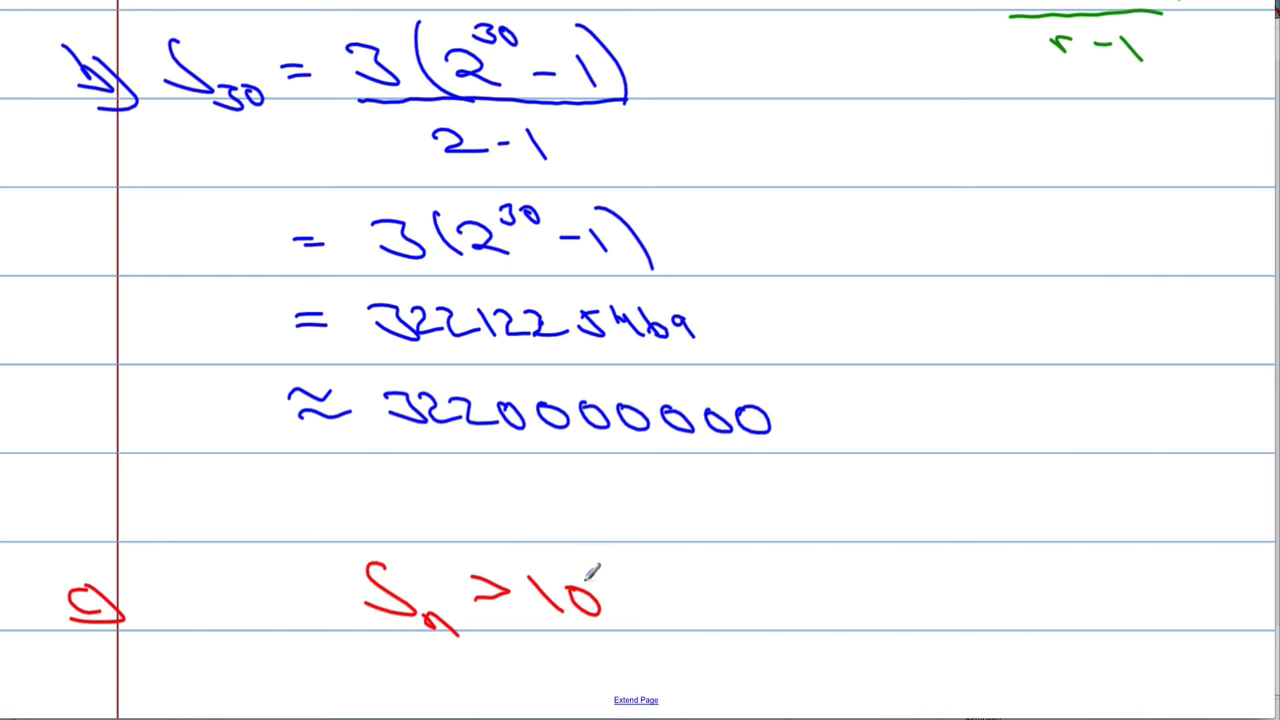 r - 1
b) S₃₀ = 3(2³⁰ - 1)
2 - 1
= 3(2³⁰ - 1)
= 3221225469
≈ 3220000000
c) Sₙ > 10
Extend Page